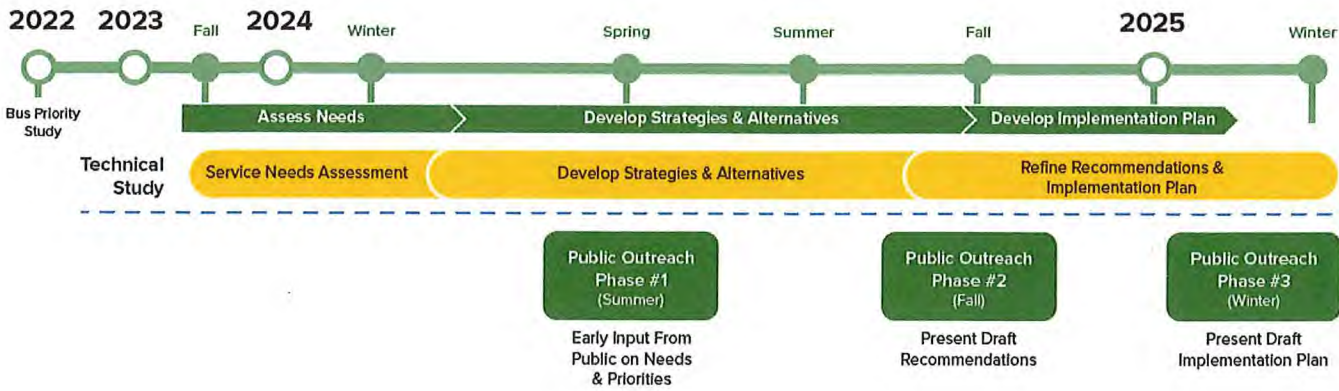 2022
2023
Fall
2024
Winter
Spring
Summer
Fall
2025
Winter
Bus Priority
Study
Assess Needs
Develop Strategies & Alternatives
Develop Implementation Plan
Technical
Study
Service Needs Assessment
Develop Strategies & Alternatives
Refine Recommendations &
Implementation Plan
Public Outreach
Phase #1
(Summer)
Early Input From
Public on Needs
& Priorities
Public Outreach
Phase #2
(Fall)
Present Draft
Recommendations
Public Outreach
Phase #3
(Winter)
Present Draft
Implementation Plan